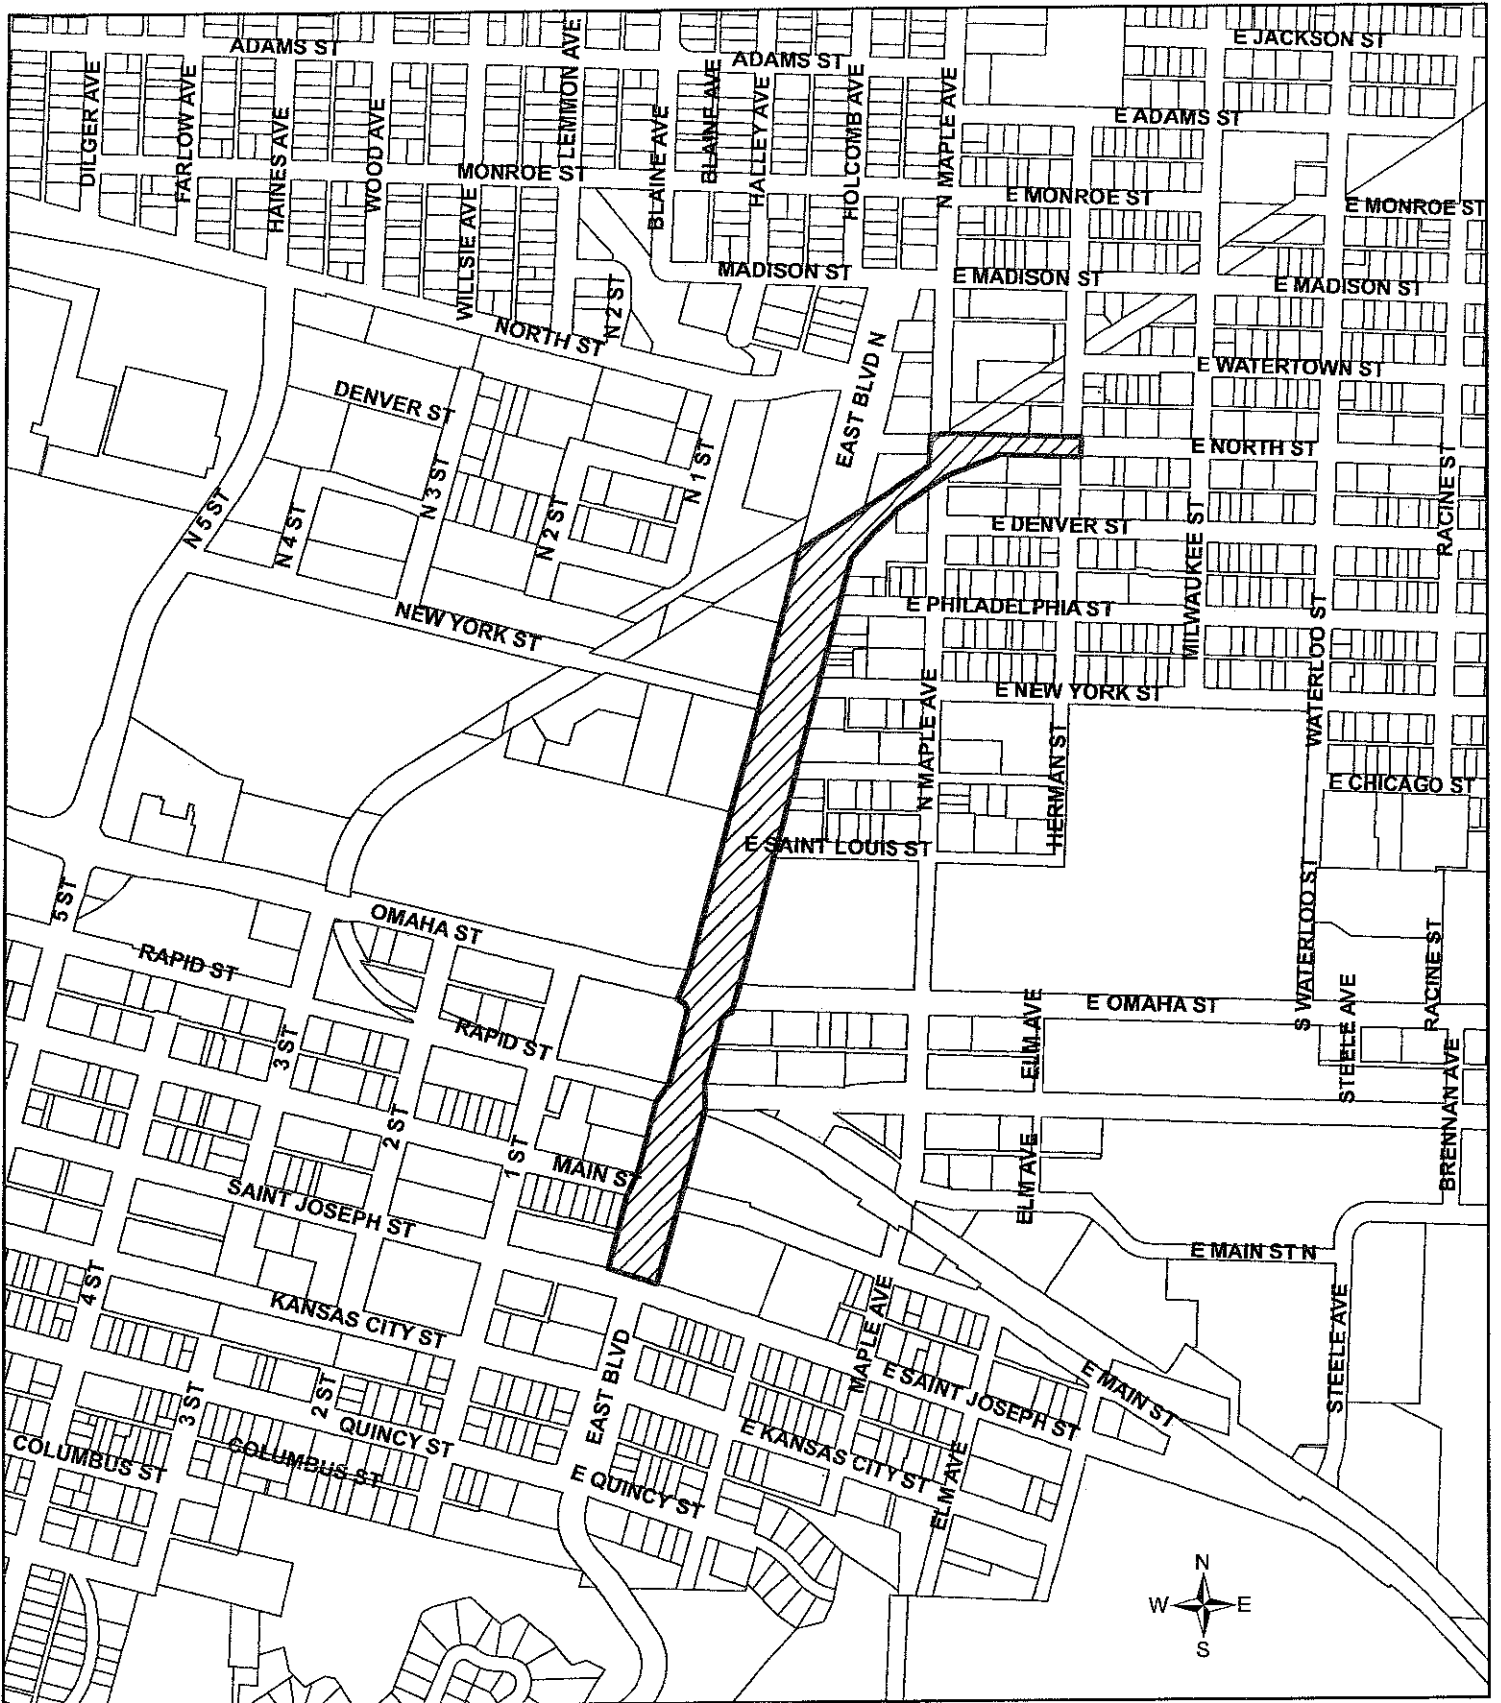 ADAMS ST
LEMMON AVE
E JACKSON ST
ADAMS ST
DILGER AVE
FARLOW AVE
HAINES AVE
WOOD AVE
BLAINE AVE
BLAINE AVE
HALLEY AVE
HOLCOMB AVE
N MAPLE AVE
E ADAMS ST
MONROE ST
WILLSIE AVE
E MONROE ST
E MONROE ST
MADISON ST
E MADISON ST
E MADISON ST
N 2 ST
NORTH ST
EAST BLVD N
E WATERTOWN ST
DENVER ST
E NORTH ST
N 5 ST
N 4 ST
N 3 ST
N 2 ST
N 1 ST
E DENVER ST
MILWAUKEE ST
RACINE ST
NEW YORK ST
E PHILADELPHIA ST
WATERLOO ST
WATERLOO ST
N MAPLE AVE
E NEW YORK ST
HERMAN ST
E CHICAGO ST
E SAINT LOUIS ST
5 ST
OMAHA ST
RAPID ST
S WATERLOO ST
STEELE AVE
RACINE ST
ELM AVE
E OMAHA ST
3 ST
RAPID ST
2 ST
1 ST
MAIN ST
ELM AVE
BRENNAN AVE
SAINT JOSEPH ST
E MAIN ST N
4 ST
KANSAS CITY ST
EAST BLVD
MAPLE AVE
STEELE AVE
3 ST
2 ST
QUINCY ST
E SAINT JOSEPH ST
E MAIN ST
COLUMBUS ST
COLUMBUS ST
E KANSAS CITY ST
E QUINCY ST
ELM AVE
N
W E
S